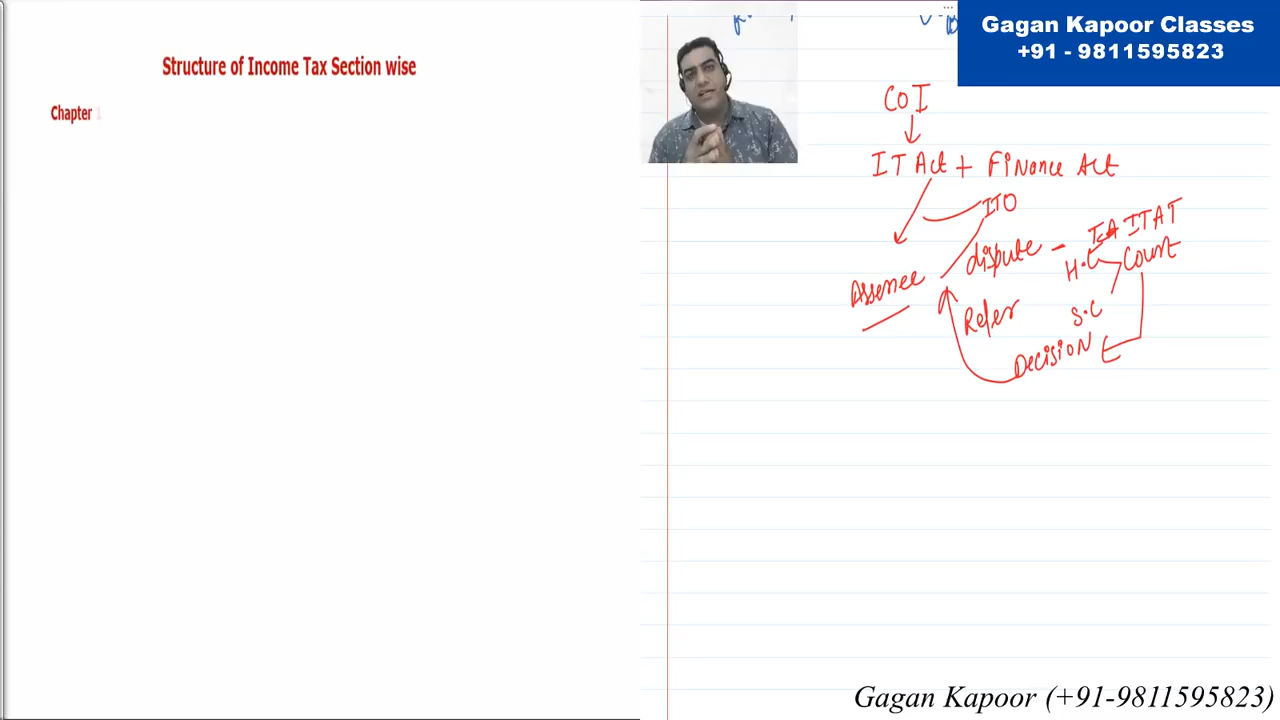 Structure of Income Tax Section wise
Chapter 1
Gagan Kapoor Classes
+91 - 9811595823
COI
IT Act + Finance Act
ITO
ITAT
dispute - Court
H.C
Assessee
Refer
S.C
Decision
Gagan Kapoor (+91-9811595823)